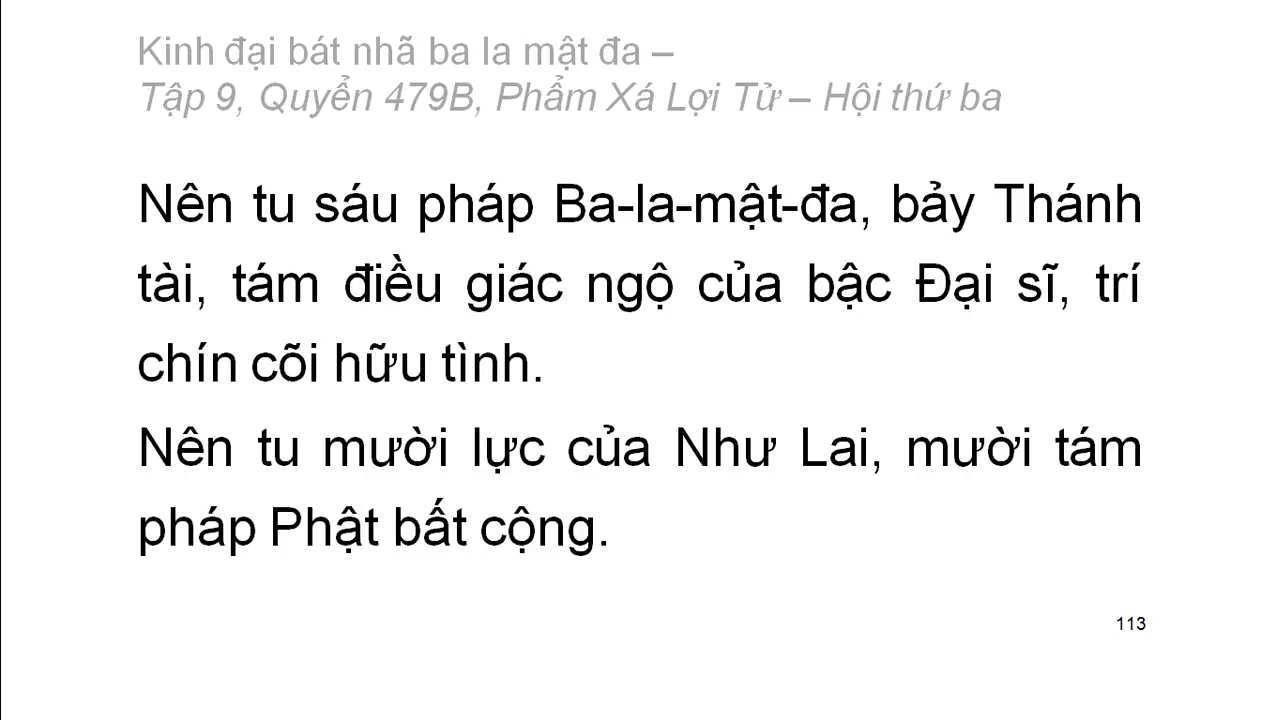 Kinh đại bát nhã ba la mật đa –
Tập 9, Quyển 479B, Phẩm Xá Lợi Tử – Hội thứ ba
Nên tu sáu pháp Ba-la-mật-đa, bảy Thánh
tài, tám điều giác ngộ của bậc Đại sĩ, trí
chín cõi hữu tình.
Nên tu mười lực của Như Lai, mười tám
pháp Phật bất cộng.
113